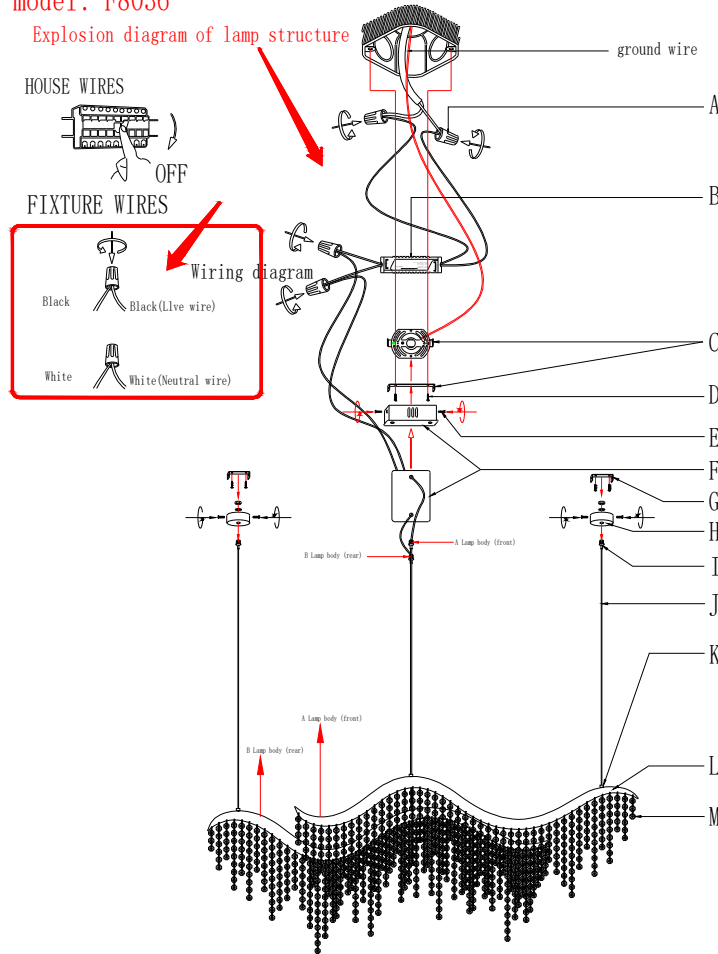 model: F8036
Explosion diagram of lamp structure
ground wire
HOUSE WIRES
A
OFF
B
FIXTURE WIRES
Wiring diagram
Black
Black(Llve wire)
C
White
White(Neutral wire)
D
E
F
G
H
A Lamp body (front)
B Lamp body (rear)
I
J
K
A Lamp body (front)
B Lamp body (rear)
L
M